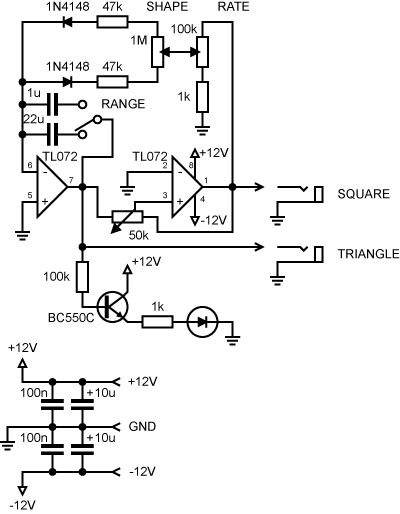 1N4148 47k SHAPE RATE
1M 100k
1N4148 47k
1u RANGE 1k
22u
TL072 TL072 +12V
6 - 7 2 - 8 1
5 + 3 + 4
-12V SQUARE
50k
TRIANGLE
100k +12V
BC550C 1k
+12V +12V
100n +10u
GND
100n +10u
-12V
-12V